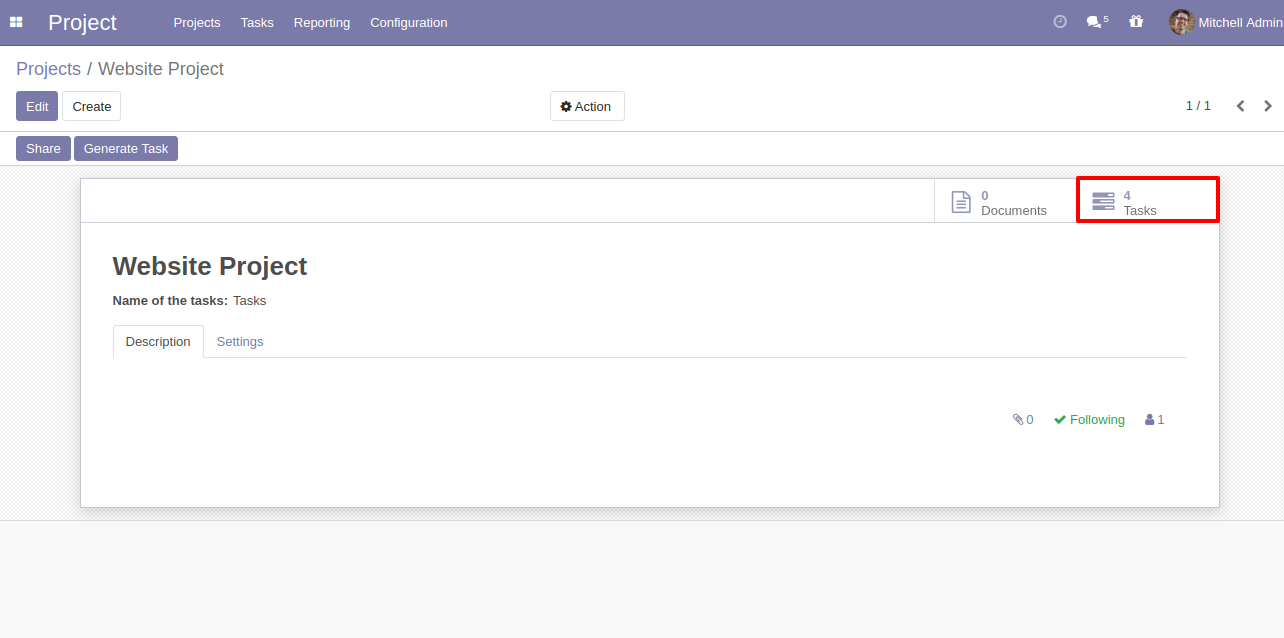 Project Projects Tasks Reporting Configuration 5 Mitchell Admin
Projects / Website Project
Edit Create Action 1 / 1
Share Generate Task
0
Documents
4
Tasks
Website Project
Name of the tasks: Tasks
Description Settings
0 Following 1